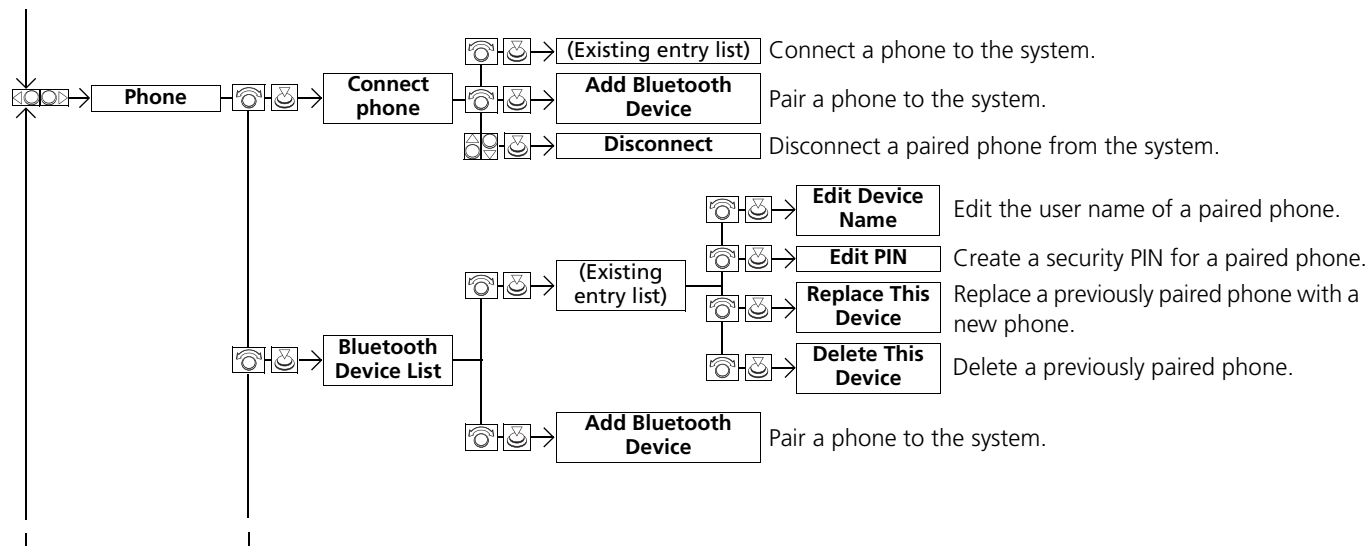 (Existing entry list) Connect a phone to the system.
Phone
Connect
phone
Add Bluetooth
Device
Pair a phone to the system.
Disconnect
Disconnect a paired phone from the system.
Bluetooth
Device List
(Existing
entry list)
Edit Device
Name
Edit the user name of a paired phone.
Edit PIN
Create a security PIN for a paired phone.
Replace This
Device
Replace a previously paired phone with a
new phone.
Delete This
Device
Delete a previously paired phone.
Add Bluetooth
Device
Pair a phone to the system.